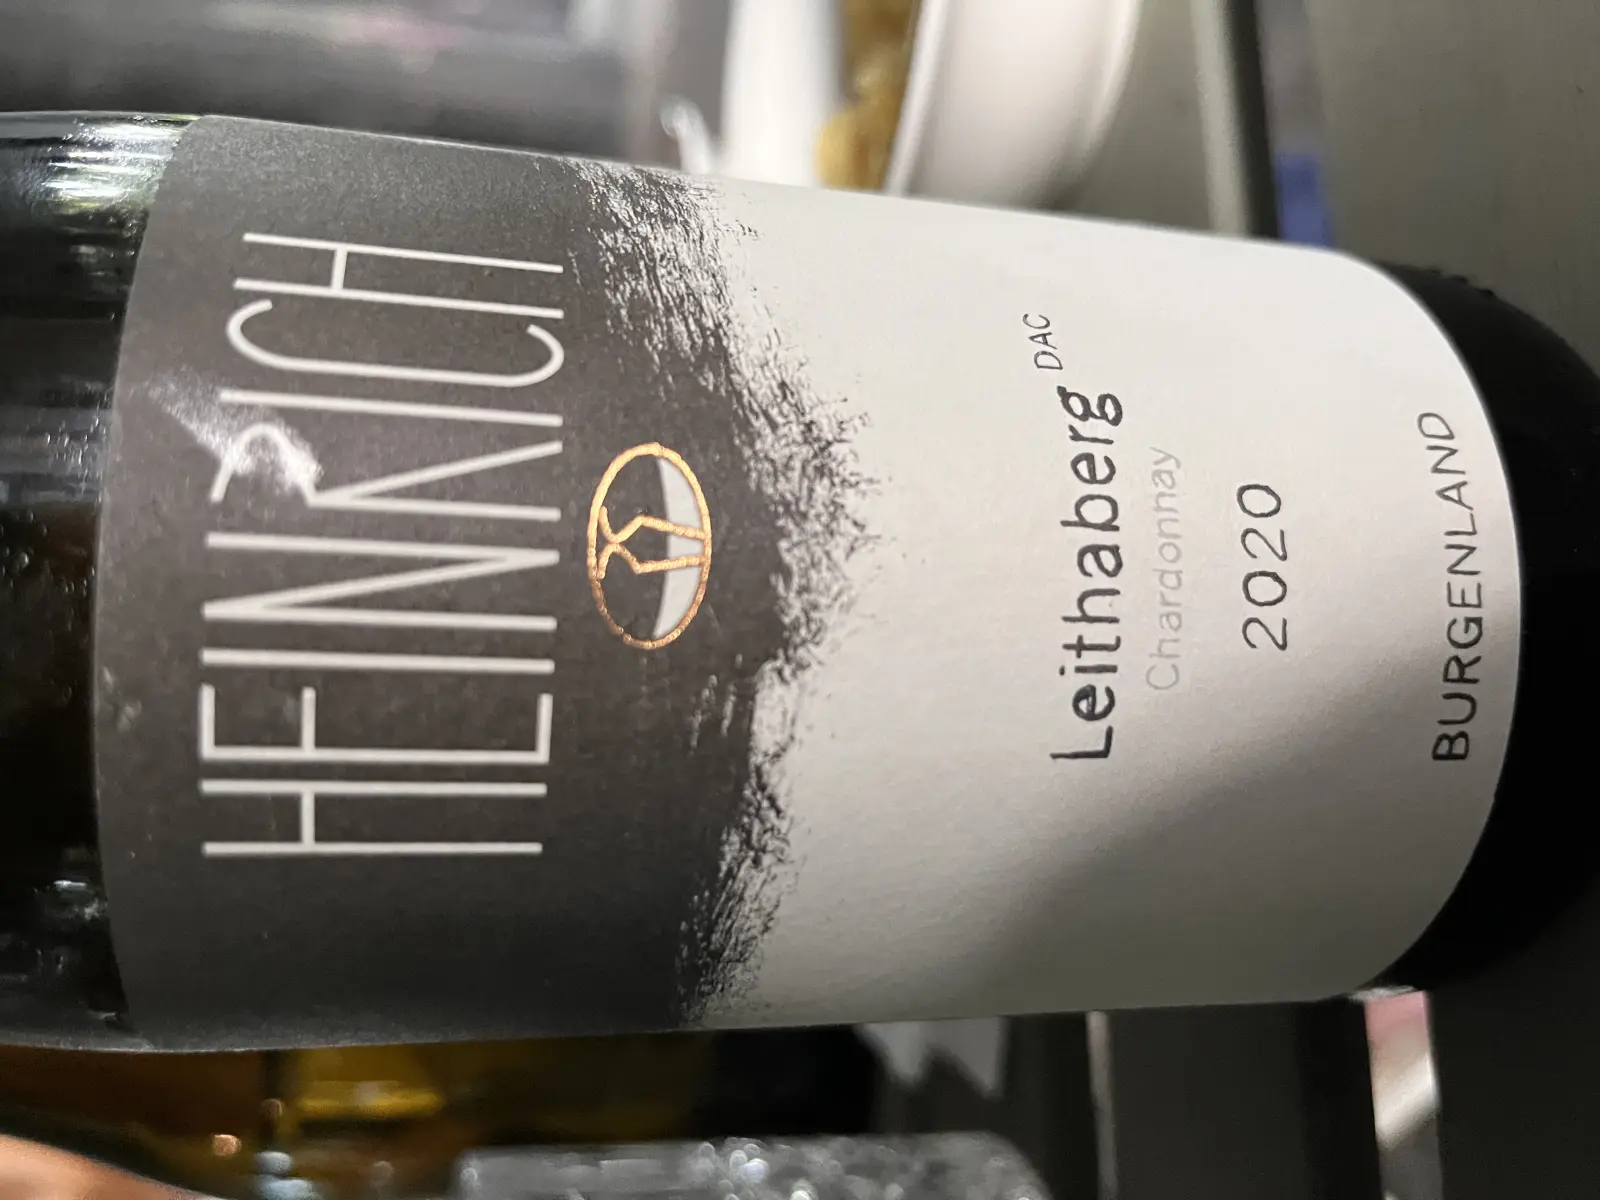 HEINRICH
Leithaberg DAC
Chardonnay
2020
BURGENLAND